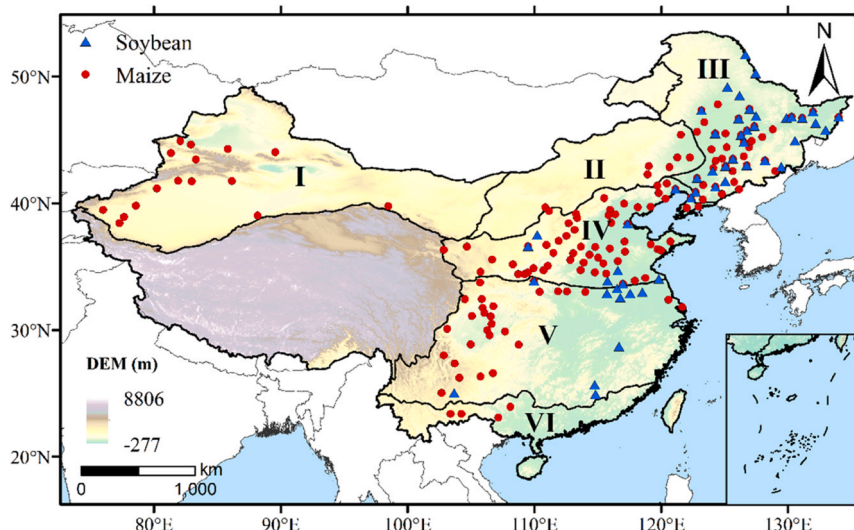 Soybean
Maize
N
50°N
40°N
30°N
20°N
I
II
III
IV
V
VI
DEM (m)
8806
-277
km
0 1 000
80°E 90°E 100°E 110°E 120°E 130°E